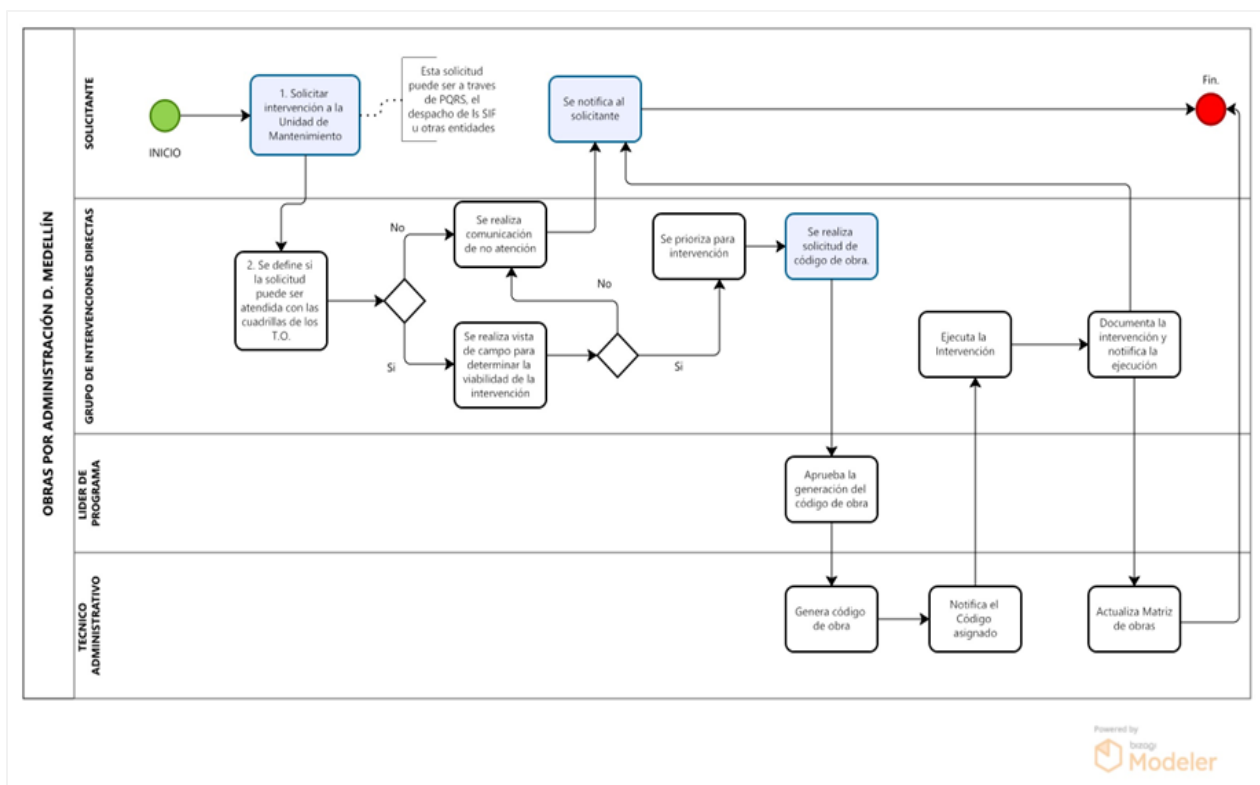 OBRAS POR ADMINISTRACIÓN D. MEDELLÍN
SOLICITANTE
INICIO
1. Solicitar
intervención a la
Unidad de
Mantenimiento
Esta solicitud
puede ser a traves
de PQRS, el
despacho de ls SIF
u otras entidades
Se notifica al
solicitante
Fin.
GRUPO DE INTERVENCIONES DIRECTAS
2. Se define si
la solicitud
puede ser
atendida con las
cuadrillas de los
T.O.
No
Si
Se realiza
comunicación
de no atención
Se realiza vista
de campo para
determinar la
viabilidad de la
intervención
No
Si
Se prioriza para
intervención
Se realiza
solicitud de
código de obra.
Ejecuta la
Intervención
Documenta la
intervención y
notiifica la
ejecución
LIDER DE
PROGRAMA
Aprueba la
generación del
código de obra
TECNICO
ADMINISTRATIVO
Genera código
de obra
Notifica el
Código
asignado
Actualiza Matriz
de obras
Powered by
bizagi
Modeler